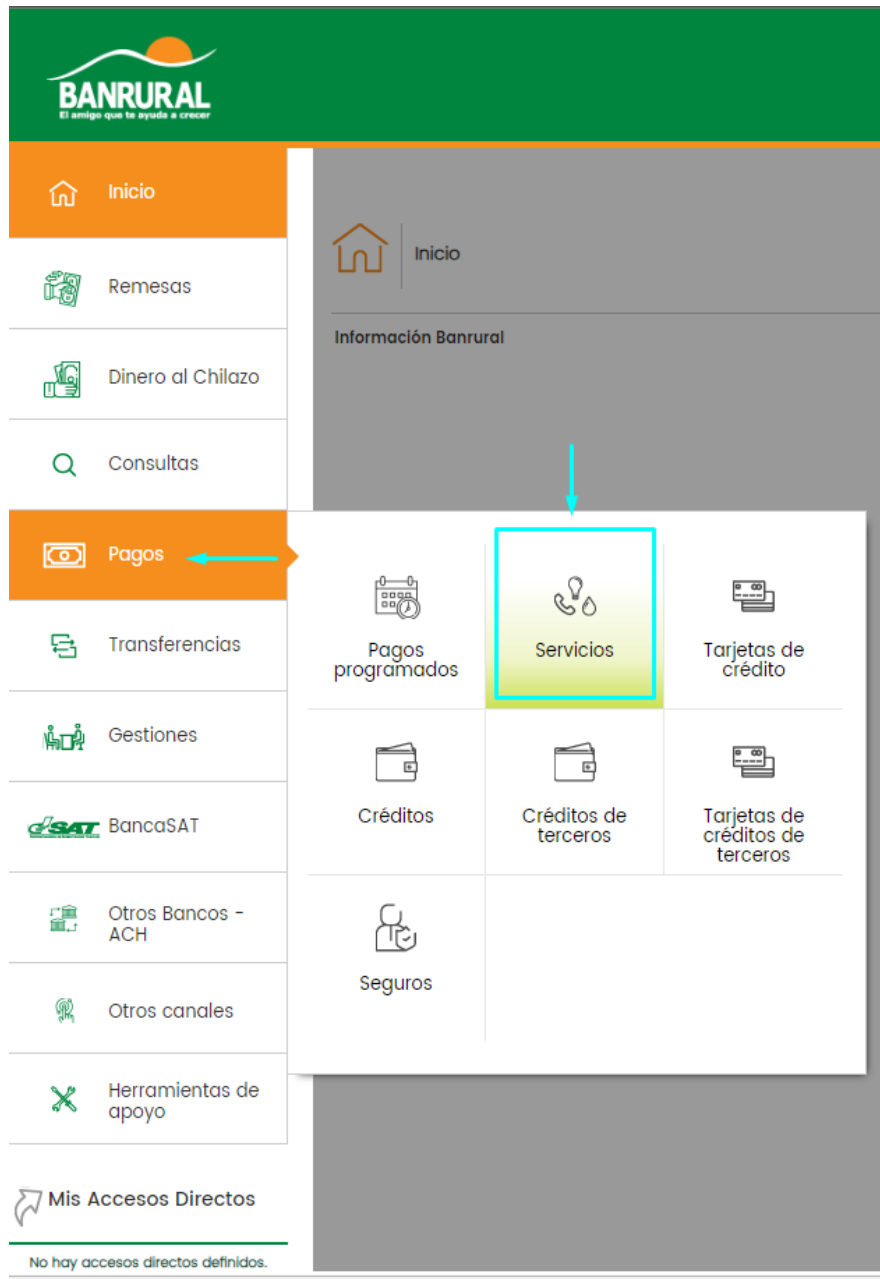 BANRURAL
El amigo que te ayuda a crecer
Inicio
Remesas
Dinero al Chilazo
Consultas
Pagos
Transferencias
Gestiones
SAT
BancaSAT
Otros Bancos -
ACH
Otros canales
Herramientas de
apoyo
Mis Accesos Directos
No hay accesos directos definidos.
Inicio
Información Banrural
Pagos
programados
Servicios
Tarjetas de
crédito
Créditos
Créditos de
terceros
Tarjetas de
créditos de
terceros
Seguros